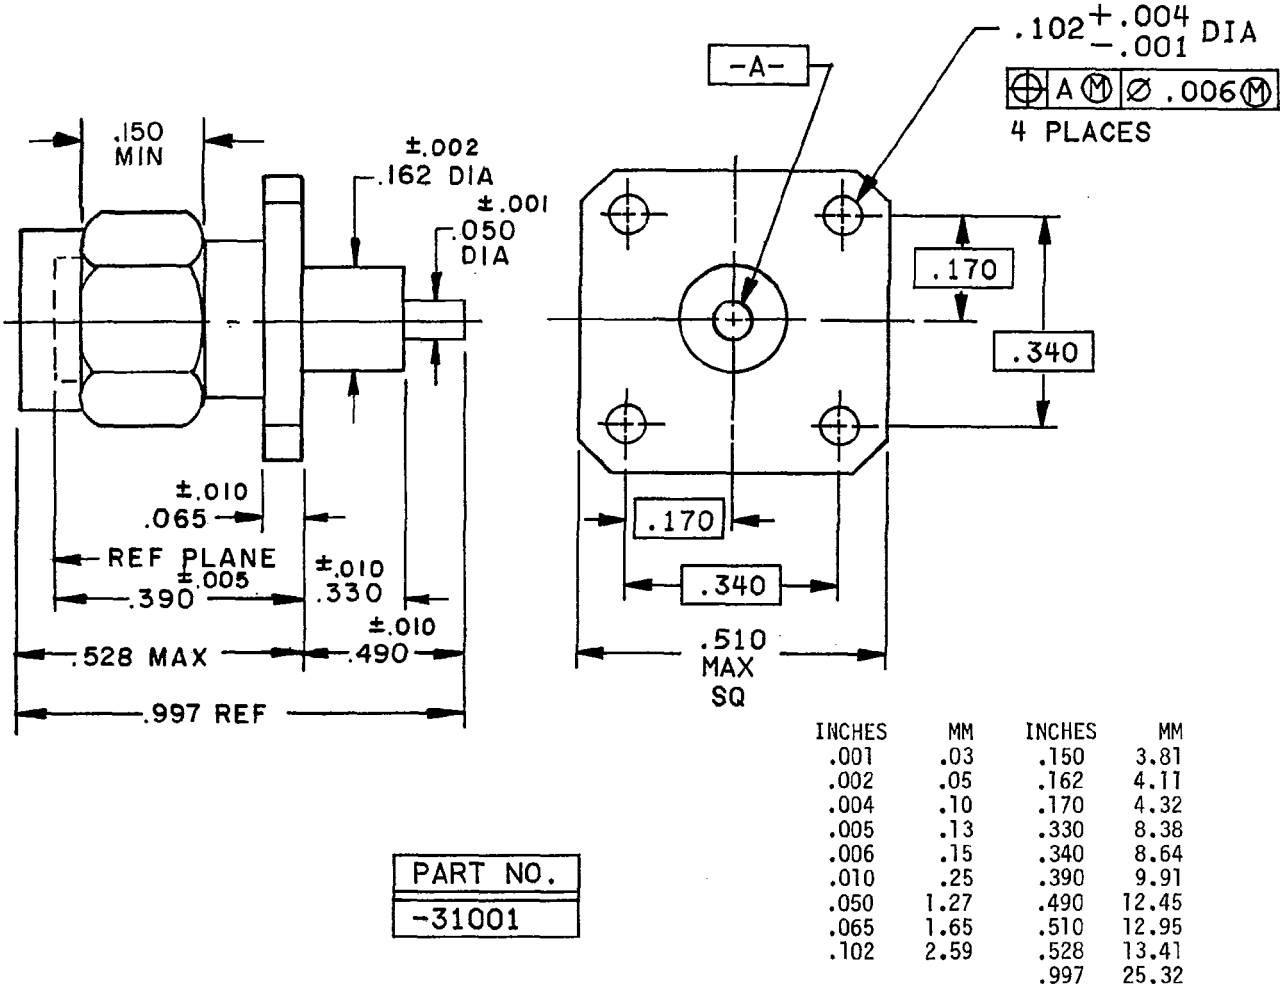 .102 +.004 -.001 DIA
⌖ A Ⓜ ⌀ .006 Ⓜ
4 PLACES
-A-
.150
MIN
±.002
.162 DIA
±.001
.050
DIA
.170
.340
±.010
.065
REF PLANE
±.005
.390
±.010
.330
±.010
.490
.528 MAX
.997 REF
.170
.340
.510
MAX
SQ
INCHES MM INCHES MM
.001 .03 .150 3.81
.002 .05 .162 4.11
.004 .10 .170 4.32
.005 .13 .330 8.38
.006 .15 .340 8.64
.010 .25 .390 9.91
.050 1.27 .490 12.45
.065 1.65 .510 12.95
.102 2.59 .528 13.41
.997 25.32
PART NO.
-31001